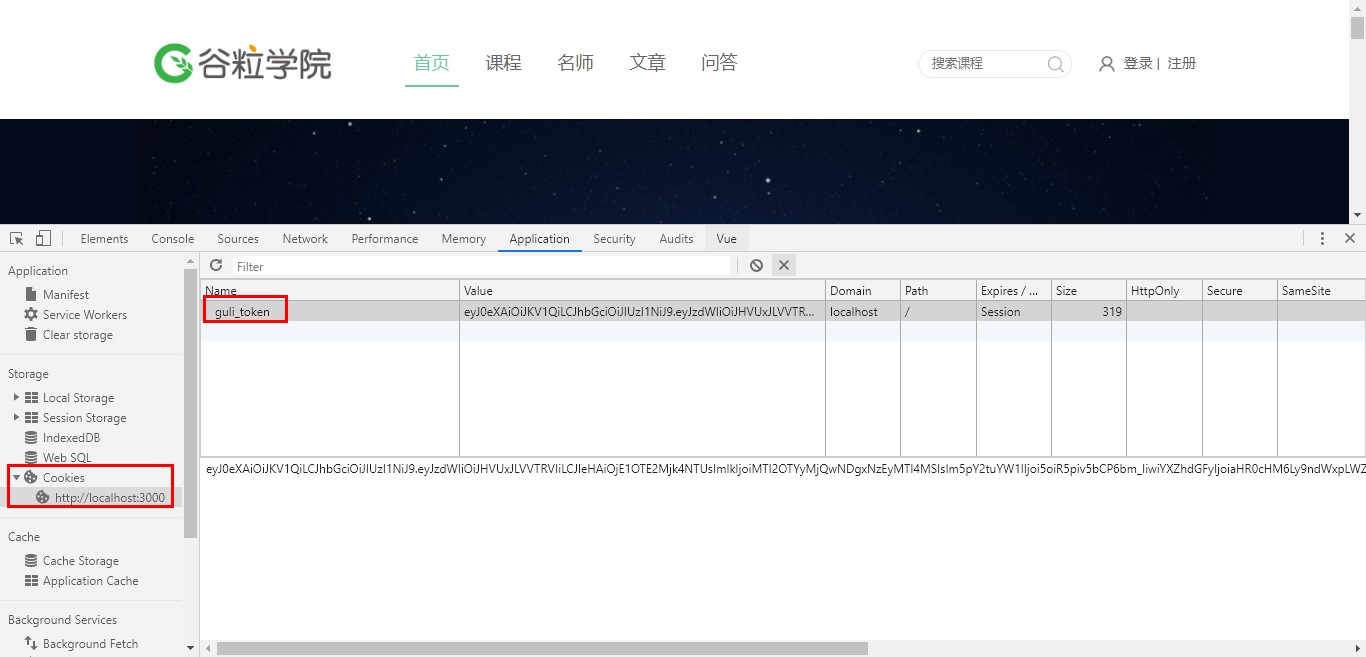 谷粒学院 首页 课程 名师 文章 问答 搜索课程 登录 | 注册
Elements Console Sources Network Performance Memory Application Security Audits Vue
Application
Manifest
Service Workers
Clear storage
Storage
Local Storage
Session Storage
IndexedDB
Web SQL
Cookies
http://localhost:3000
Cache
Cache Storage
Application Cache
Background Services
Background Fetch
Filter
Name Value Domain Path Expires / ... Size HttpOnly Secure SameSite
guli_token eyJ0eXAiOiJKV1QiLCJhbGciOiJIUzI1NiJ9.eyJzdWIiOiJHVUxJLVVTR... localhost / Session 319